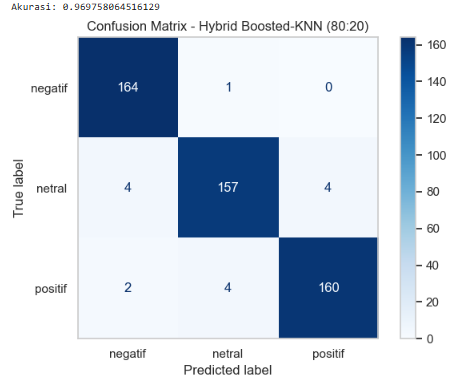 Akurasi: 0.969758064516129
Confusion Matrix - Hybrid Boosted-KNN (80:20)
160
negatif 164 1 0
140
120
100
netral 4 157 4
80
60
40
positif 2 4 160
20
0
negatif netral positif
True label
Predicted label